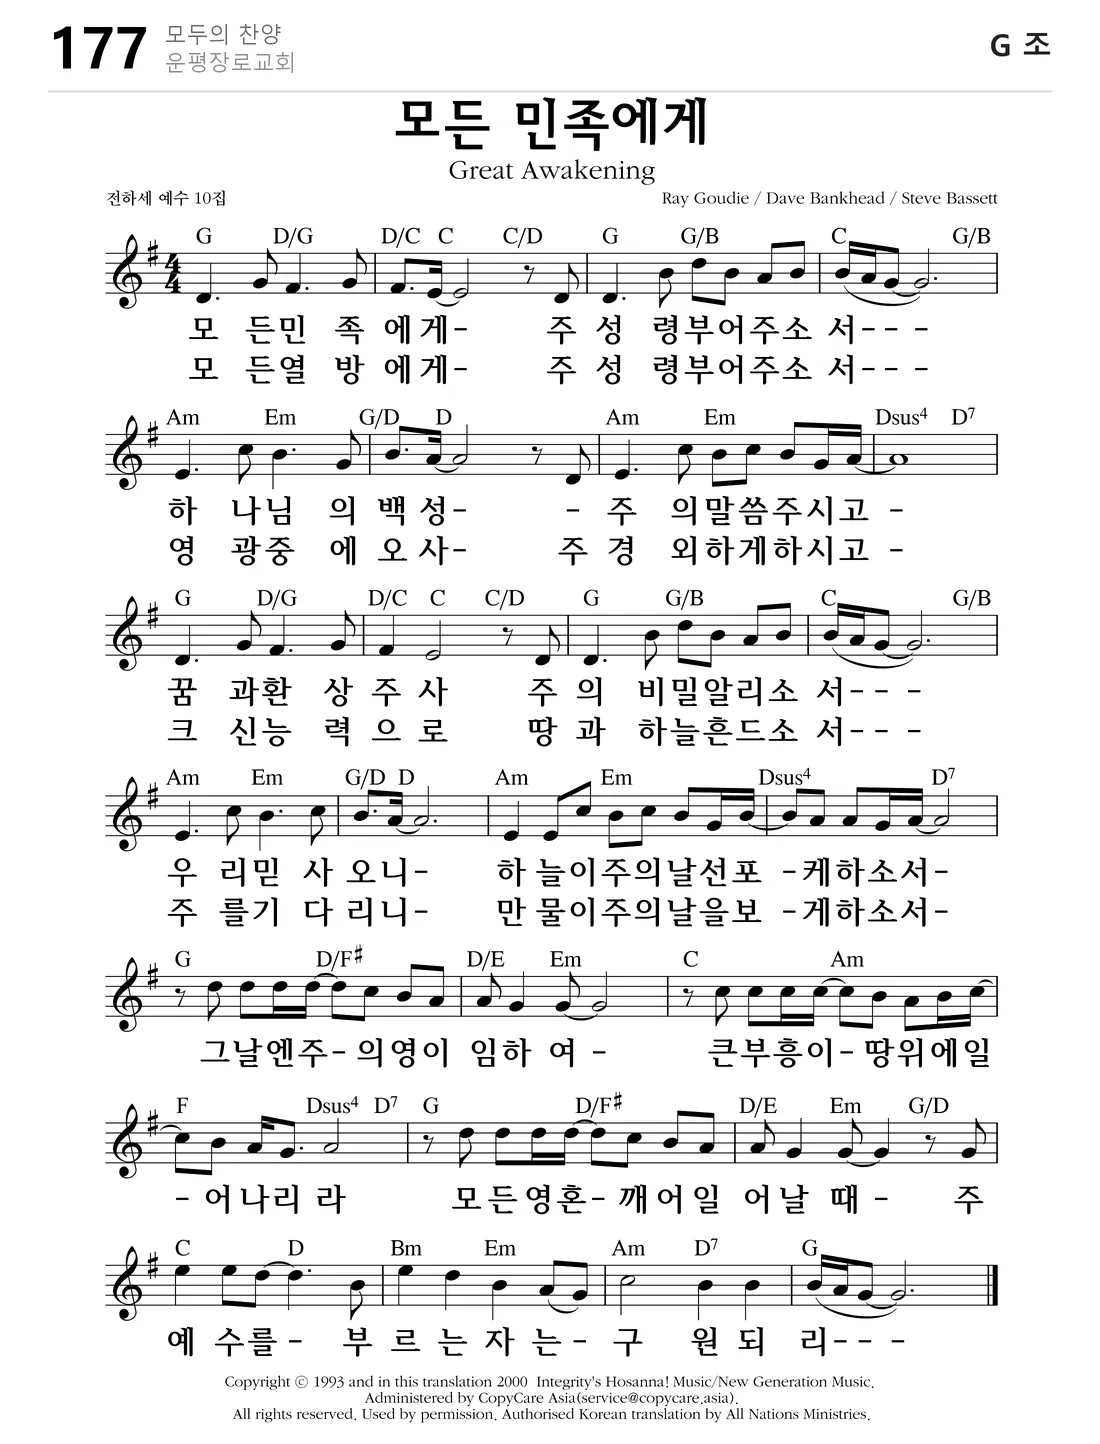 177 모두의 찬양
운평장로교회
G 조
모든 민족에게
Great Awakening
전하세 예수 10집
Ray Goudie / Dave Bankhead / Steve Bassett
G D/G D/C C C/D G G/B C G/B
모 든민 족 에게- 주 성 령부어주소 서- - -
모 든열 방 에게- 주 성 령부어주소 서- - -
Am Em G/D D Am Em Dsus4 D7
하 나님 의 백성- - 주 의말씀주시고 -
영 광중 에 오사- 주 경 외하게하시고 -
G D/G D/C C C/D G G/B C G/B
꿈 과환 상 주 사 주 의 비밀알리소 서- - -
크 신능 력 으 로 땅 과 하늘흔드소 서- - -
Am Em G/D D Am Em Dsus4 D7
우 리믿 사 오니- 하늘이주의날선포 -케하소서-
주 를기 다 리니- 만물이주의날을보 -게하소서-
G D/F♯ D/E Em C Am
그날엔주- 의영이 임하 여 - 큰부흥이- 땅위에일
F Dsus4 D7 G D/F♯ D/E Em G/D
- 어나리 라 모든영혼- 깨어일 어날 때 - 주
C D Bm Em Am D7 G
예 수를 - 부 르 는 자 는- 구 원 되 리- - -
Copyright ⓒ 1993 and in this translation 2000 Integrity's Hosanna! Music/New Generation Music.
Administered by CopyCare Asia(service@copycare.asia).
All rights reserved. Used by permission. Authorised Korean translation by All Nations Ministries.